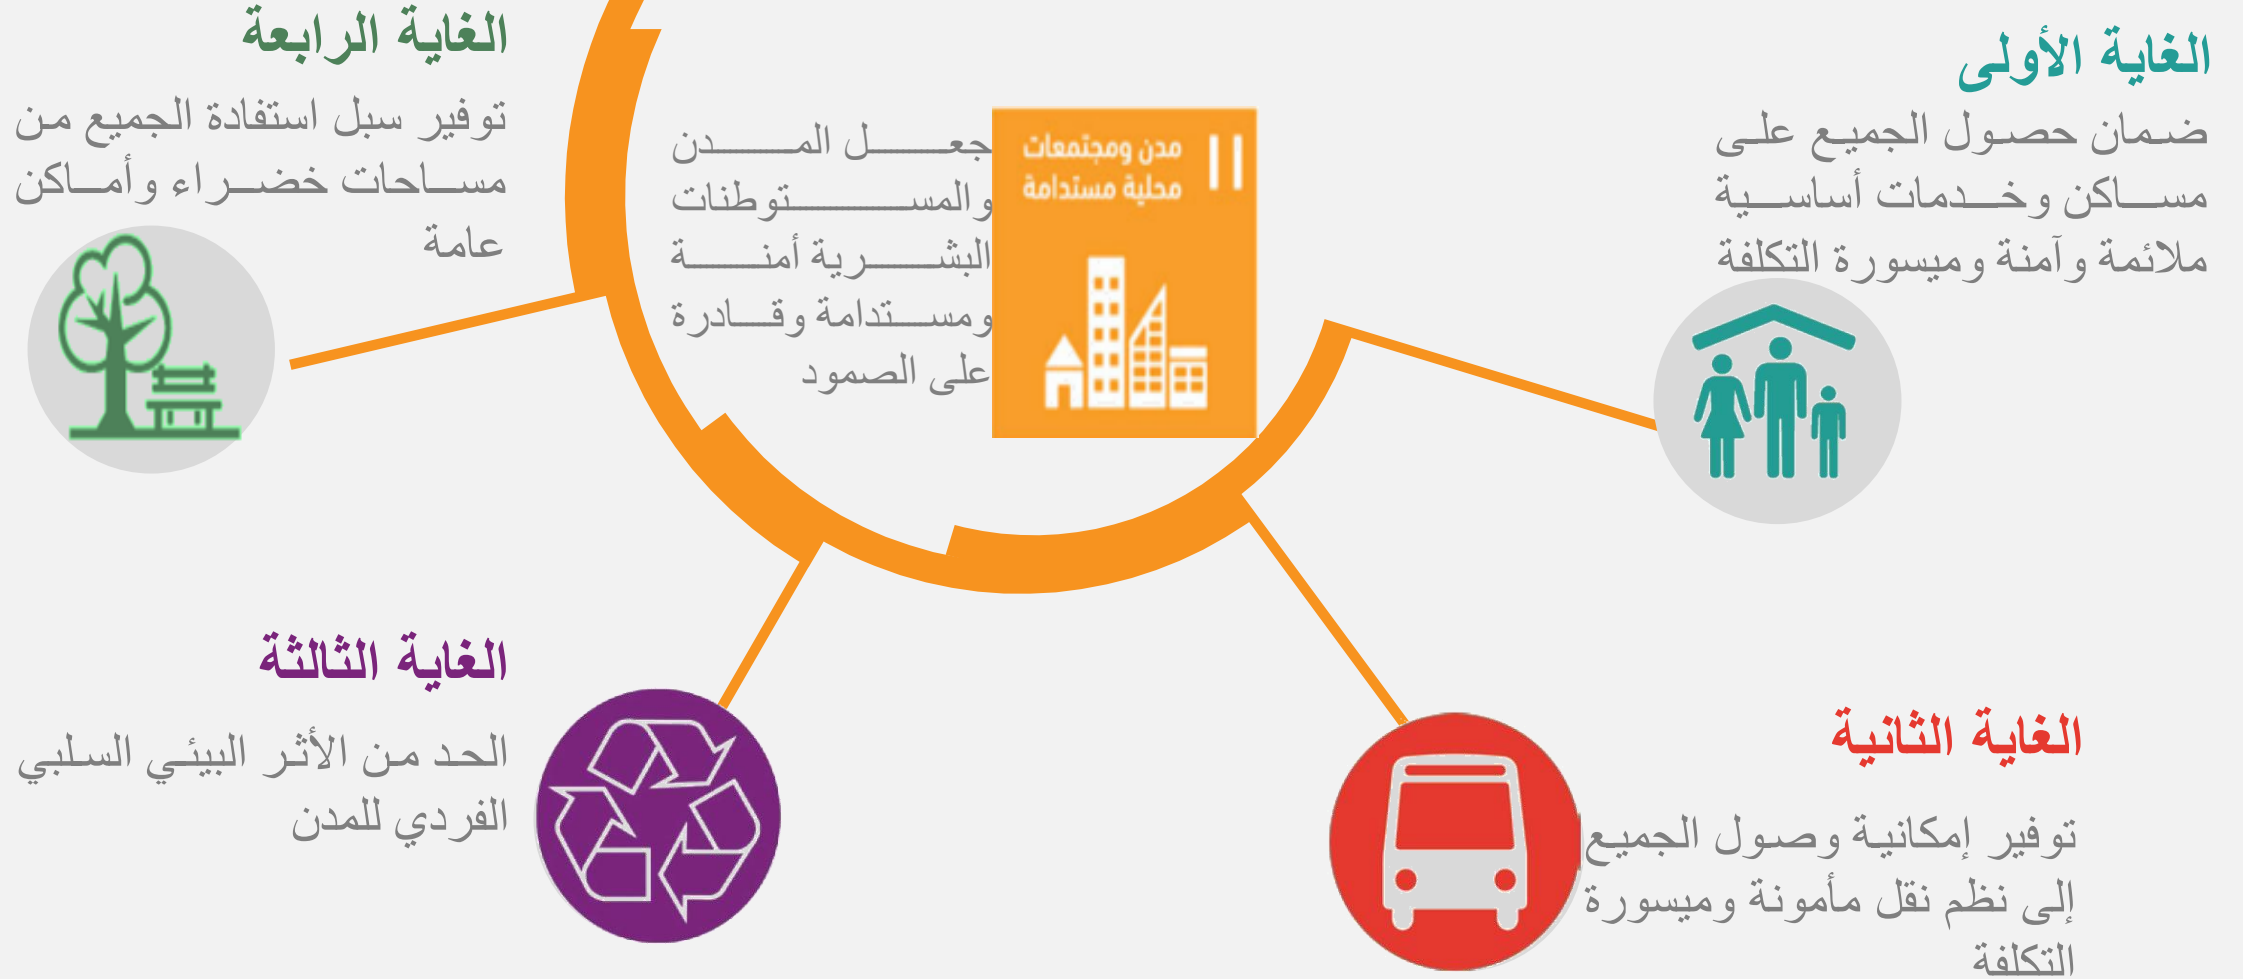 الغاية الأولى
ضمان حصول الجميع على
مساكن وخدمات أساسية
ملائمة وآمنة وميسورة التكلفة
مدن ومجتمعات
محلية مستدامة
11
جعل المدن
والمستوطنات
البشرية أمنة
ومستدامة وقادرة
على الصمود
الغاية الرابعة
توفير سبل استفادة الجميع من
مساحات خضراء وأماكن
عامة
الغاية الثانية
توفير إمكانية وصول الجميع
إلى نظم نقل مأمونة وميسورة
التكلفة
الغاية الثالثة
الحد من الأثر البيئي السلبي
الفردي للمدن